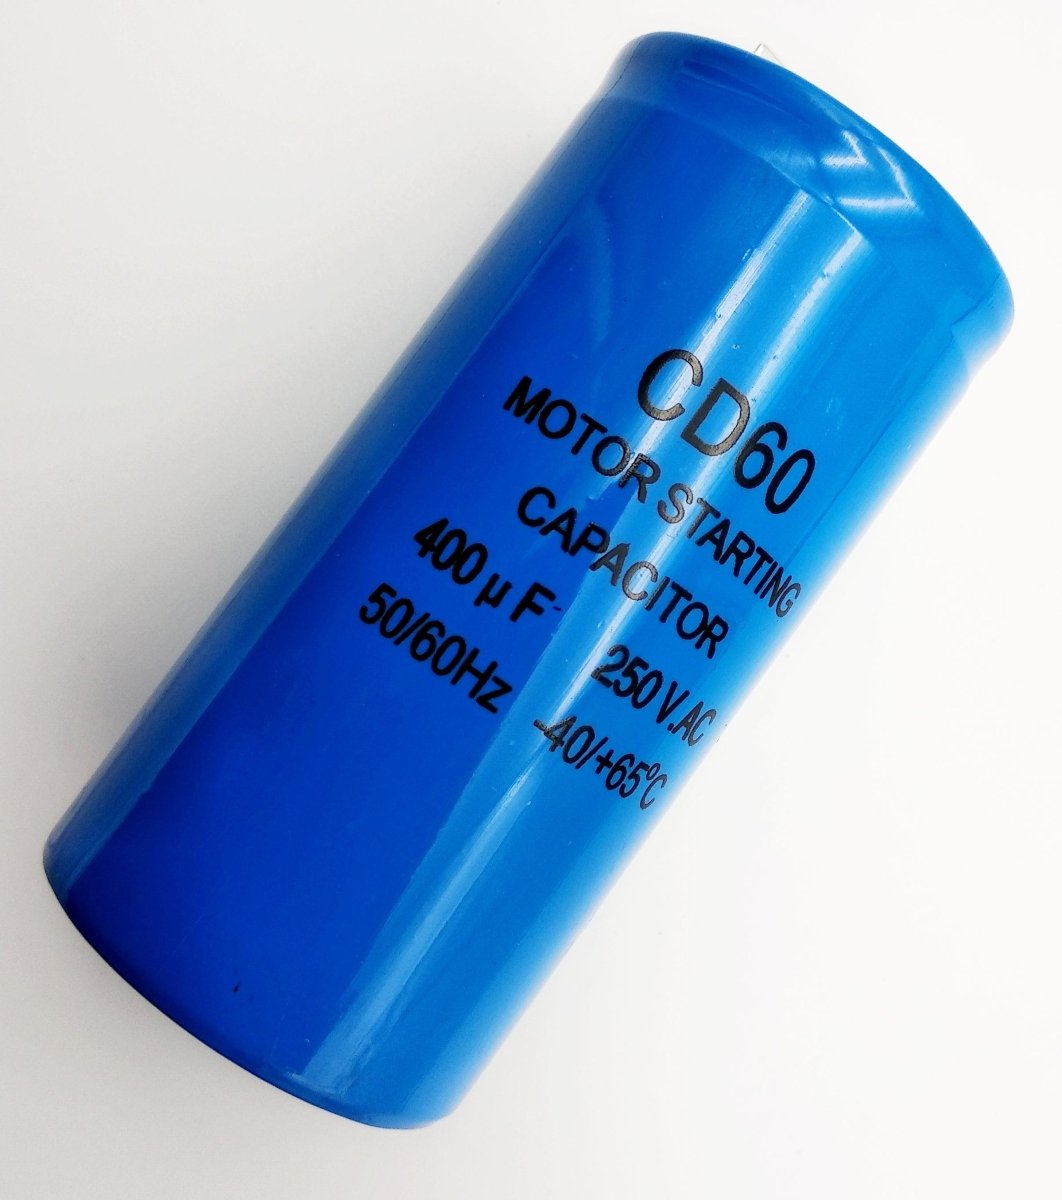 CD60
MOTOR STARTING
CAPACITOR
400 µF 250 V.AC
50/60Hz -40/+65°C